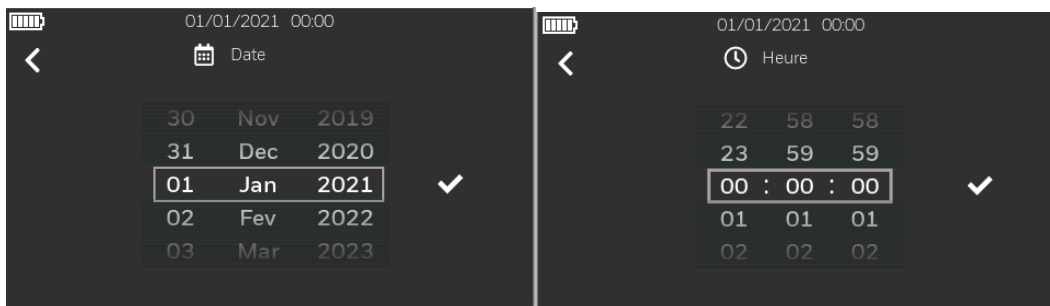 01/01/2021 00:00
Date
30 Nov 2019
31 Dec 2020
01 Jan 2021
02 Fev 2022
03 Mar 2023
01/01/2021 00:00
Heure
22 58 58
23 59 59
00 : 00 : 00
01 01 01
02 02 02